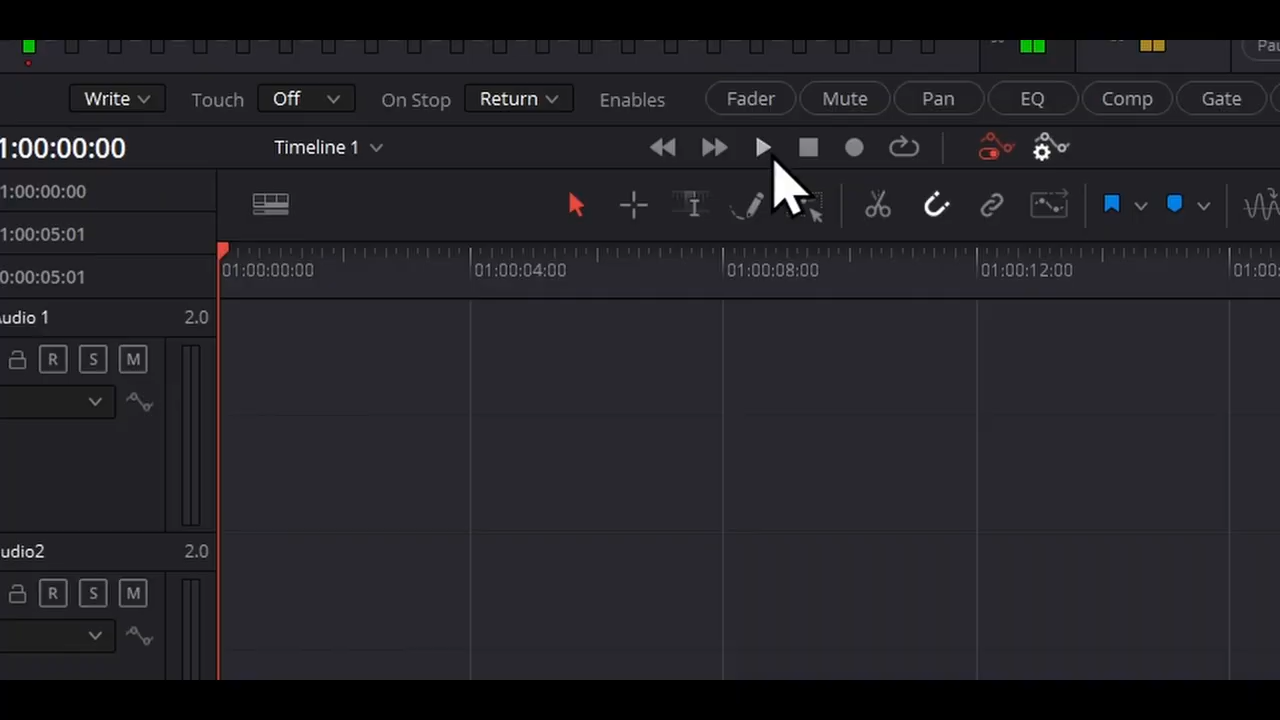 Write Touch Off On Stop Return Enables Fader Mute Pan EQ Comp Gate
1:00:00:00 Timeline 1
1:00:00:00
1:00:05:01
0:00:05:01
01:00:00:00 01:00:04:00 01:00:08:00 01:00:12:00 01:00:
udio 1 2.0
R S M
udio2 2.0
R S M